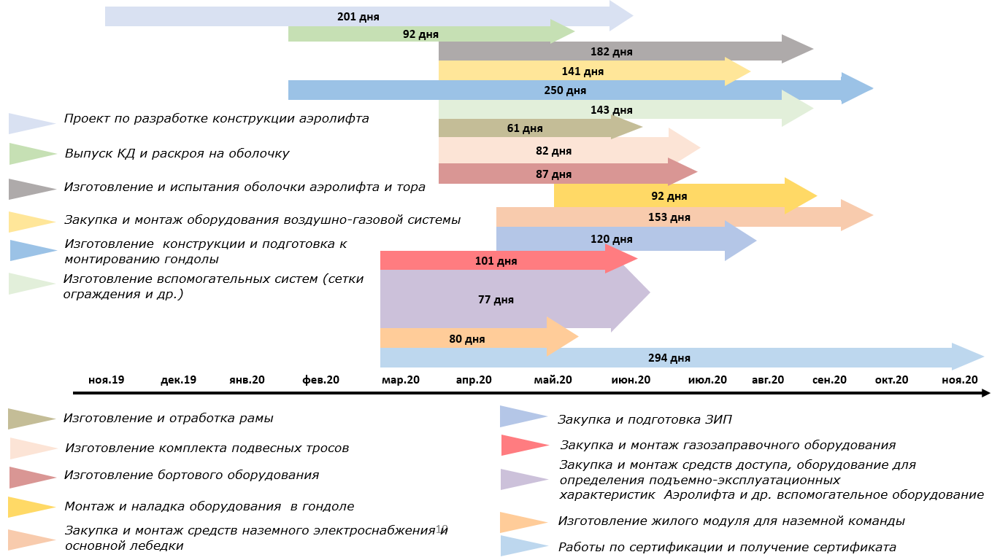 201 дня
92 дня
182 дня
141 дня
250 дня
143 дня
61 дня
82 дня
87 дня
92 дня
153 дня
120 дня
101 дня
77 дня
80 дня
294 дня
Проект по разработке конструкции аэролифта
Выпуск КД и раскроя на оболочку
Изготовление и испытания оболочки аэролифта и тора
Закупка и монтаж оборудования воздушно-газовой системы
Изготовление конструкции и подготовка к
монтированию гондолы
Изготовление вспомогательных систем (сетки
ограждения и др.)
ноя.19 дек.19 янв.20 фев.20 мар.20 апр.20 май.20 июн.20 июл.20 авг.20 сен.20 окт.20 ноя.20
Изготовление и отработка рамы
Изготовление комплекта подвесных тросов
Изготовление бортового оборудования
Монтаж и наладка оборудования в гондоле
Закупка и монтаж средств наземного электроснабжения и
основной лебедки
Закупка и подготовка ЗИП
Закупка и монтаж газозаправочного оборудования
Закупка и монтаж средств доступа, оборудование для
определения подъемно-эксплуатационных
характеристик Аэролифта и др. вспомогательное оборудование
Изготовление жилого модуля для наземной команды
Работы по сертификации и получение сертификата